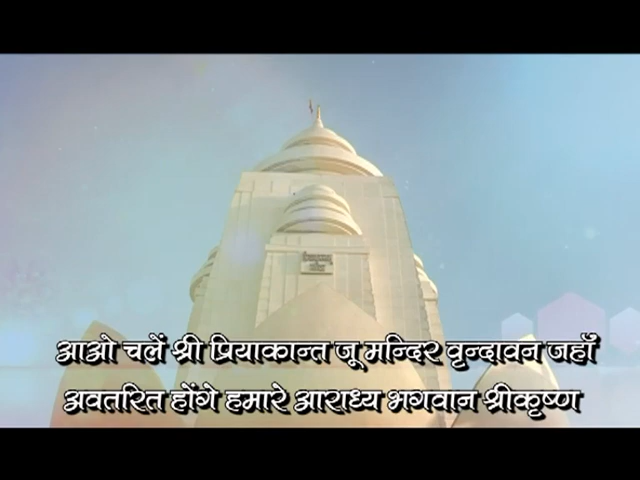 आओ चलें श्री प्रियाकान्त जू मन्दिर वृन्दावन जहाँ
अवतरित होंगे हमारे आराध्य भगवान श्रीकृष्ण